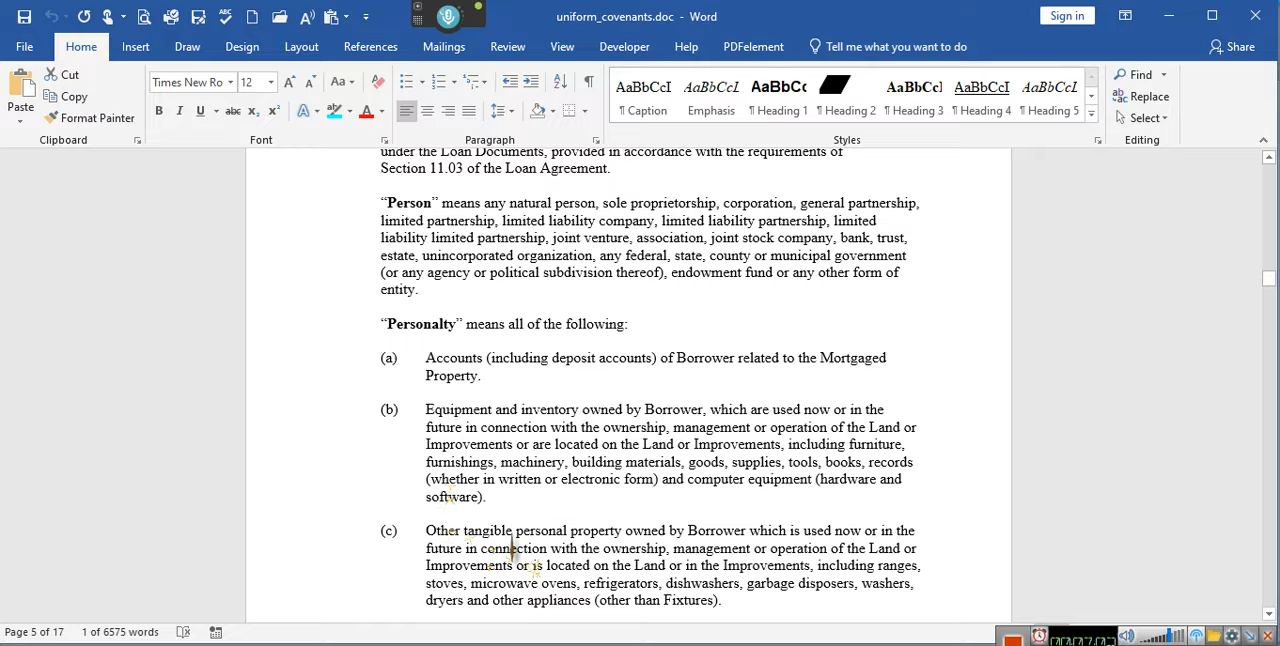 uniform_covenants.doc - Word
Sign in
File Home Insert Draw Design Layout References Mailings Review View Developer Help PDFelement Tell me what you want to do Share
Paste Cut Copy Format Painter
Times New Ro 12 Aa
B I U abc x₂ x² A A
AaBbCcI AaBbCcL AaBbCc AaBbCcI AaBbCcI AaBbCcI
¶ Caption Emphasis ¶ Heading 1 ¶ Heading 2 ¶ Heading 3 ¶ Heading 4 ¶ Heading 5
Find Replace Select
Clipboard Font Paragraph Styles Editing
under the Loan Documents, provided in accordance with the requirements of
Section 11.03 of the Loan Agreement.
“Person” means any natural person, sole proprietorship, corporation, general partnership,
limited partnership, limited liability company, limited liability partnership, limited
liability limited partnership, joint venture, association, joint stock company, bank, trust,
estate, unincorporated organization, any federal, state, county or municipal government
(or any agency or political subdivision thereof), endowment fund or any other form of
entity.
“Personalty” means all of the following:
(a) Accounts (including deposit accounts) of Borrower related to the Mortgaged
Property.
(b) Equipment and inventory owned by Borrower, which are used now or in the
future in connection with the ownership, management or operation of the Land or
Improvements or are located on the Land or Improvements, including furniture,
furnishings, machinery, building materials, goods, supplies, tools, books, records
(whether in written or electronic form) and computer equipment (hardware and
software).
(c) Other tangible personal property owned by Borrower which is used now or in the
future in connection with the ownership, management or operation of the Land or
Improvements or is located on the Land or in the Improvements, including ranges,
stoves, microwave ovens, refrigerators, dishwashers, garbage disposers, washers,
dryers and other appliances (other than Fixtures).
Page 5 of 17 1 of 6575 words